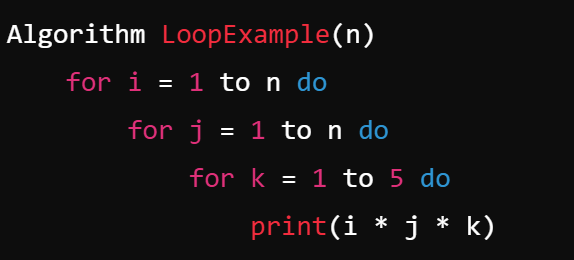 Algorithm LoopExample(n)
    for i = 1 to n do
        for j = 1 to n do
            for k = 1 to 5 do
                print(i * j * k)